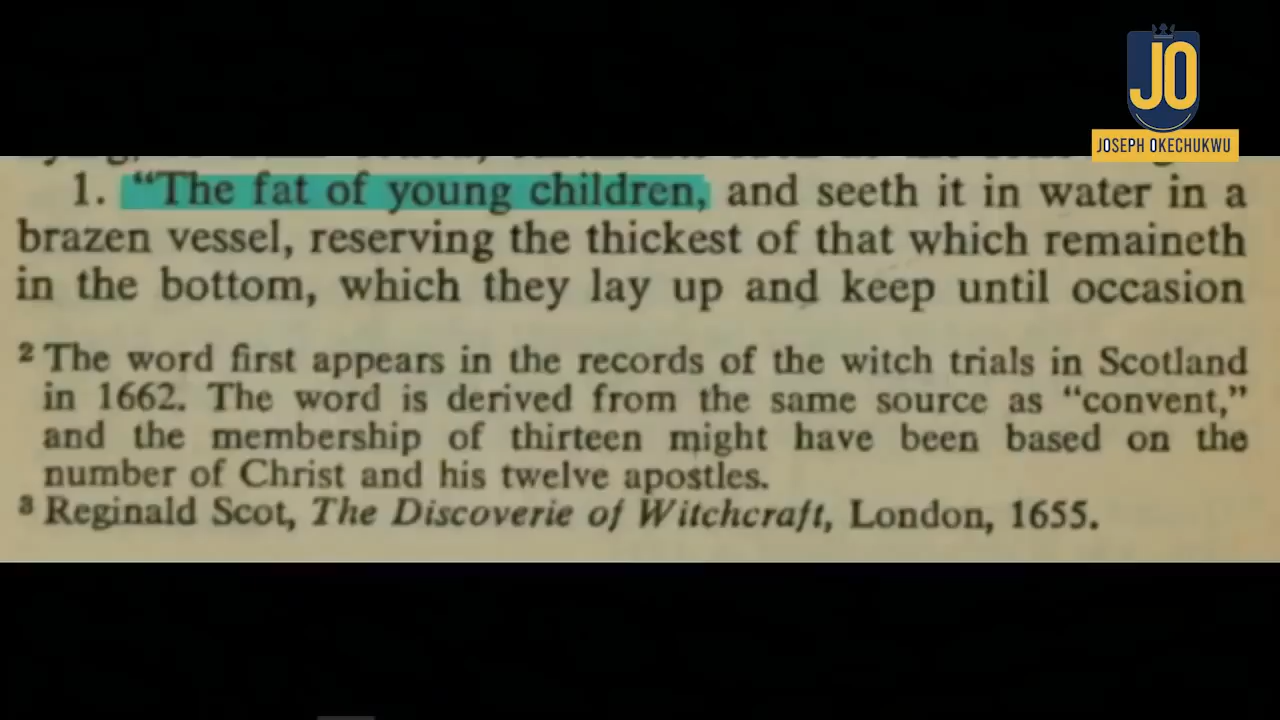 JO
JOSEPH OKECHUKWU
1. “The fat of young children, and seeth it in water in a
brazen vessel, reserving the thickest of that which remaineth
in the bottom, which they lay up and keep until occasion
² The word first appears in the records of the witch trials in Scotland
in 1662. The word is derived from the same source as “convent,”
and the membership of thirteen might have been based on the
number of Christ and his twelve apostles.
³ Reginald Scot, The Discoverie of Witchcraft, London, 1655.